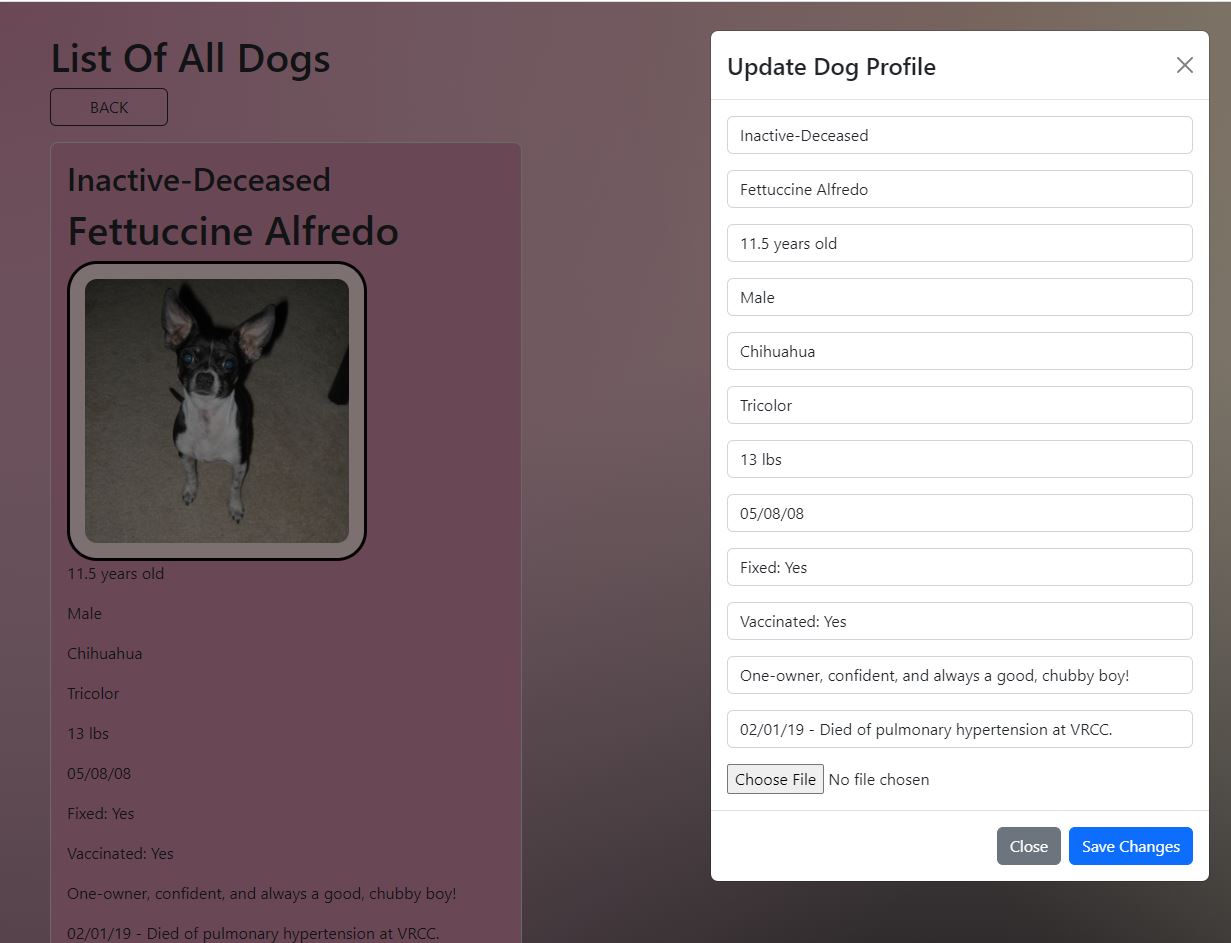 List Of All Dogs
BACK
Inactive-Deceased
Fettuccine Alfredo
11.5 years old
Male
Chihuahua
Tricolor
13 lbs
05/08/08
Fixed: Yes
Vaccinated: Yes
One-owner, confident, and always a good, chubby boy!
02/01/19 - Died of pulmonary hypertension at VRCC.
Update Dog Profile
Inactive-Deceased
Fettuccine Alfredo
11.5 years old
Male
Chihuahua
Tricolor
13 lbs
05/08/08
Fixed: Yes
Vaccinated: Yes
One-owner, confident, and always a good, chubby boy!
02/01/19 - Died of pulmonary hypertension at VRCC.
Choose File No file chosen
Close Save Changes